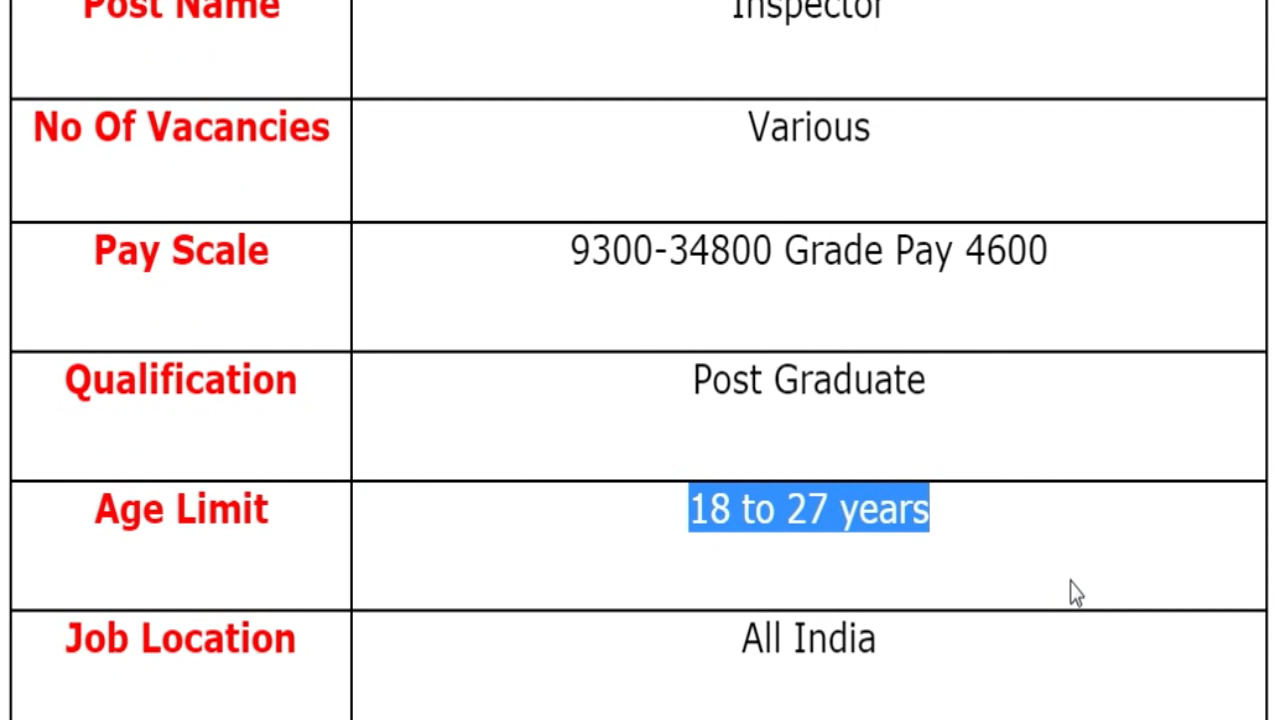 Post Name
Inspector
No Of Vacancies
Various
Pay Scale
9300-34800 Grade Pay 4600
Qualification
Post Graduate
Age Limit
18 to 27 years
Job Location
All India